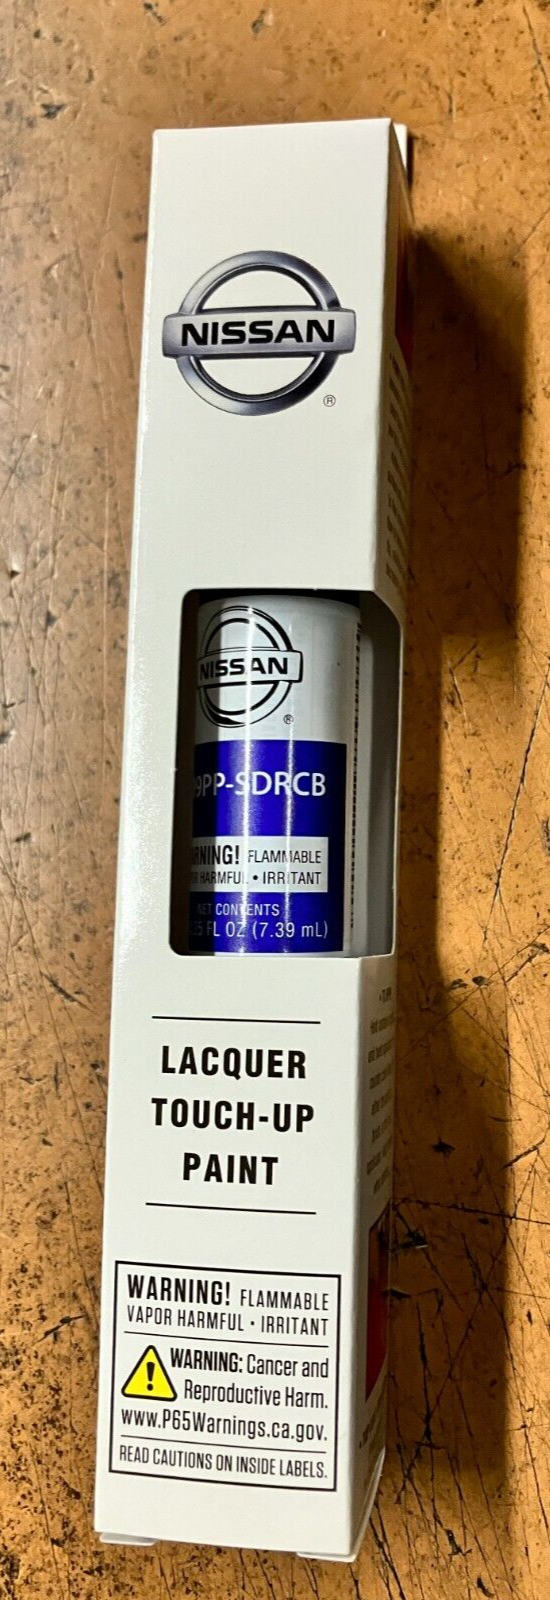 NISSAN
®
NISSAN
®
9PP-SDRCB
RNING! FLAMMABLE
HARMFUL • IRRITANT
NET CONTENTS
25 FL OZ (7.39 mL)
LACQUER
TOUCH-UP
PAINT
WARNING! FLAMMABLE
VAPOR HARMFUL • IRRITANT
WARNING: Cancer and
Reproductive Harm.
www.P65Warnings.ca.gov.
READ CAUTIONS ON INSIDE LABELS.